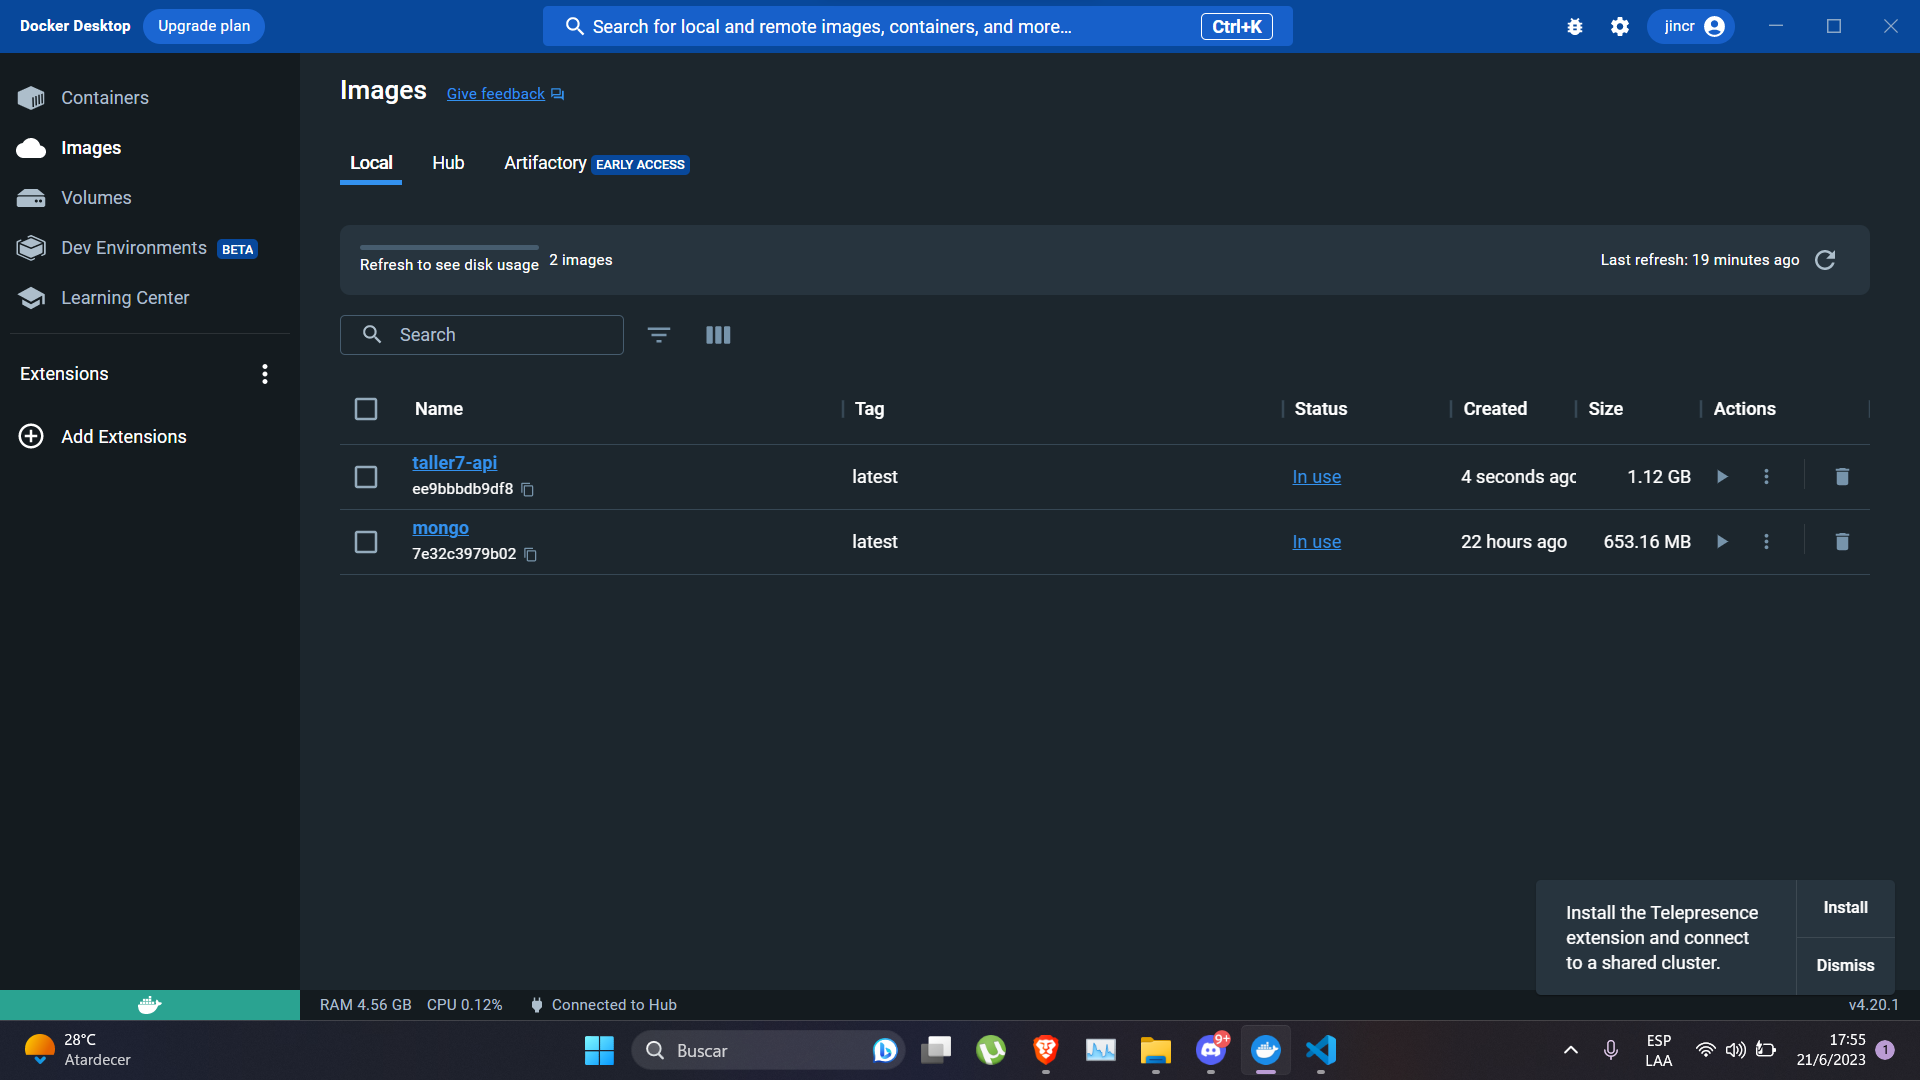 Docker Desktop Upgrade plan Search for local and remote images, containers, and more... Ctrl+K jincr
Containers
Images
Volumes
Dev Environments BETA
Learning Center
Extensions
Add Extensions
Images Give feedback
Local Hub Artifactory EARLY ACCESS
Refresh to see disk usage 2 images Last refresh: 19 minutes ago
Search
Name Tag Status Created Size Actions
taller7-api latest In use 4 seconds ago 1.12 GB
ee9bbbdb9df8
mongo latest In use 22 hours ago 653.16 MB
7e32c3979b02
Install the Telepresence
extension and connect
to a shared cluster.
Install
Dismiss
RAM 4.56 GB CPU 0.12% Connected to Hub v4.20.1
28°C
Atardecer
Buscar
9+
ESP
LAA
17:55
21/6/2023
1